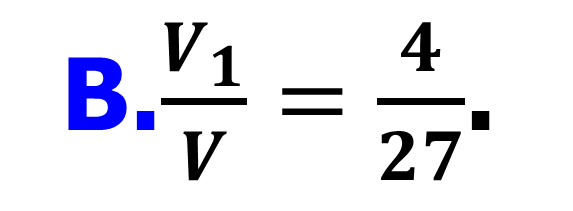 B. V₁/V = 4/27.